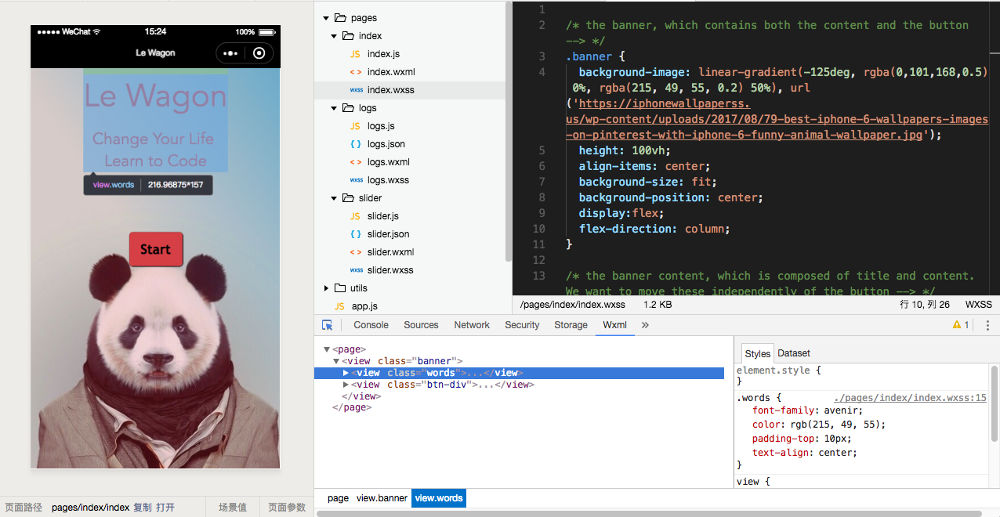 ●●●●● WeChat
15:24
100%
Le Wagon
Le Wagon
Change Your Life
Learn to Code
view.words
216.96875*157
Start
页面路径
pages/index/index
复制
打开
场景值
页面参数
pages
index
JS index.js
< > index.wxml
wxss index.wxss
logs
JS logs.js
{ } logs.json
< > logs.wxml
wxss logs.wxss
slider
JS slider.js
{ } slider.json
< > slider.wxml
wxss slider.wxss
utils
JS app.js
1
2 /* the banner, which contains both the content and the button
--> */
3 .banner {
4 background-image: linear-gradient(-125deg, rgba(0,101,168,0.5)
0%, rgba(215, 49, 55, 0.2) 50%), url
('https://iphonewallpaperss.
us/wp-content/uploads/2017/08/79-best-iphone-6-wallpapers-images
-on-pinterest-with-iphone-6-funny-animal-wallpaper.jpg');
5 height: 100vh;
6 align-items: center;
7 background-size: fit;
8 background-position: center;
9 display:flex;
10 flex-direction: column;
11 }
12
13 /* the banner content, which is composed of title and content.
We want to move these independently of the button --> */
/pages/index/index.wxss
1.2 KB
行 10, 列 26
WXSS
Console
Sources
Network
Security
Storage
Wxml
»
1
<page>
<view class="banner">
<view class="words">...</view>
<view class="btn-div">...</view>
</view>
</page>
page
view.banner
view.words
Styles
Dataset
element.style {
}
.words {
./pages/index/index.wxss:15
font-family: avenir;
color: rgb(215, 49, 55);
padding-top: 10px;
text-align: center;
}
view {